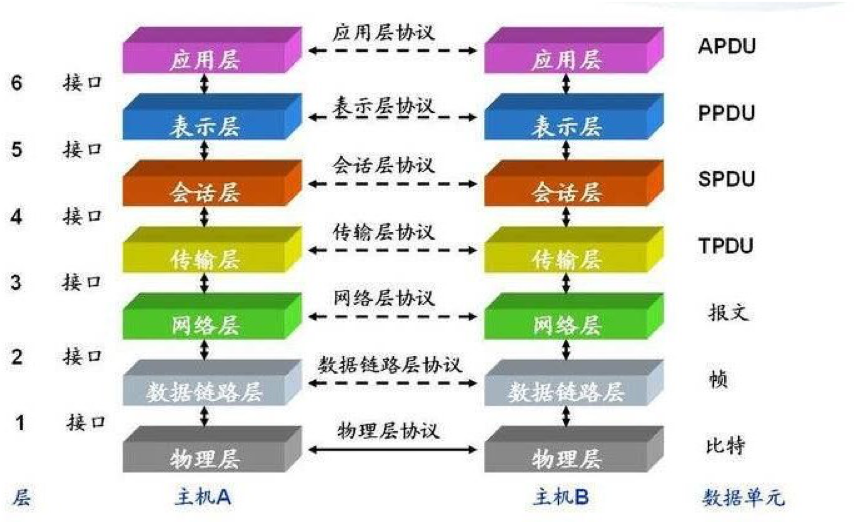 应用层 应用层协议 应用层 APDU
6 接口
表示层 表示层协议 表示层 PPDU
5 接口
会话层 会话层协议 会话层 SPDU
4 接口
传输层 传输层协议 传输层 TPDU
3 接口
网络层 网络层协议 网络层 报文
2 接口
数据链路层 数据链路层协议 数据链路层 帧
1 接口
物理层 物理层协议 物理层 比特
层 主机A 主机B 数据单元